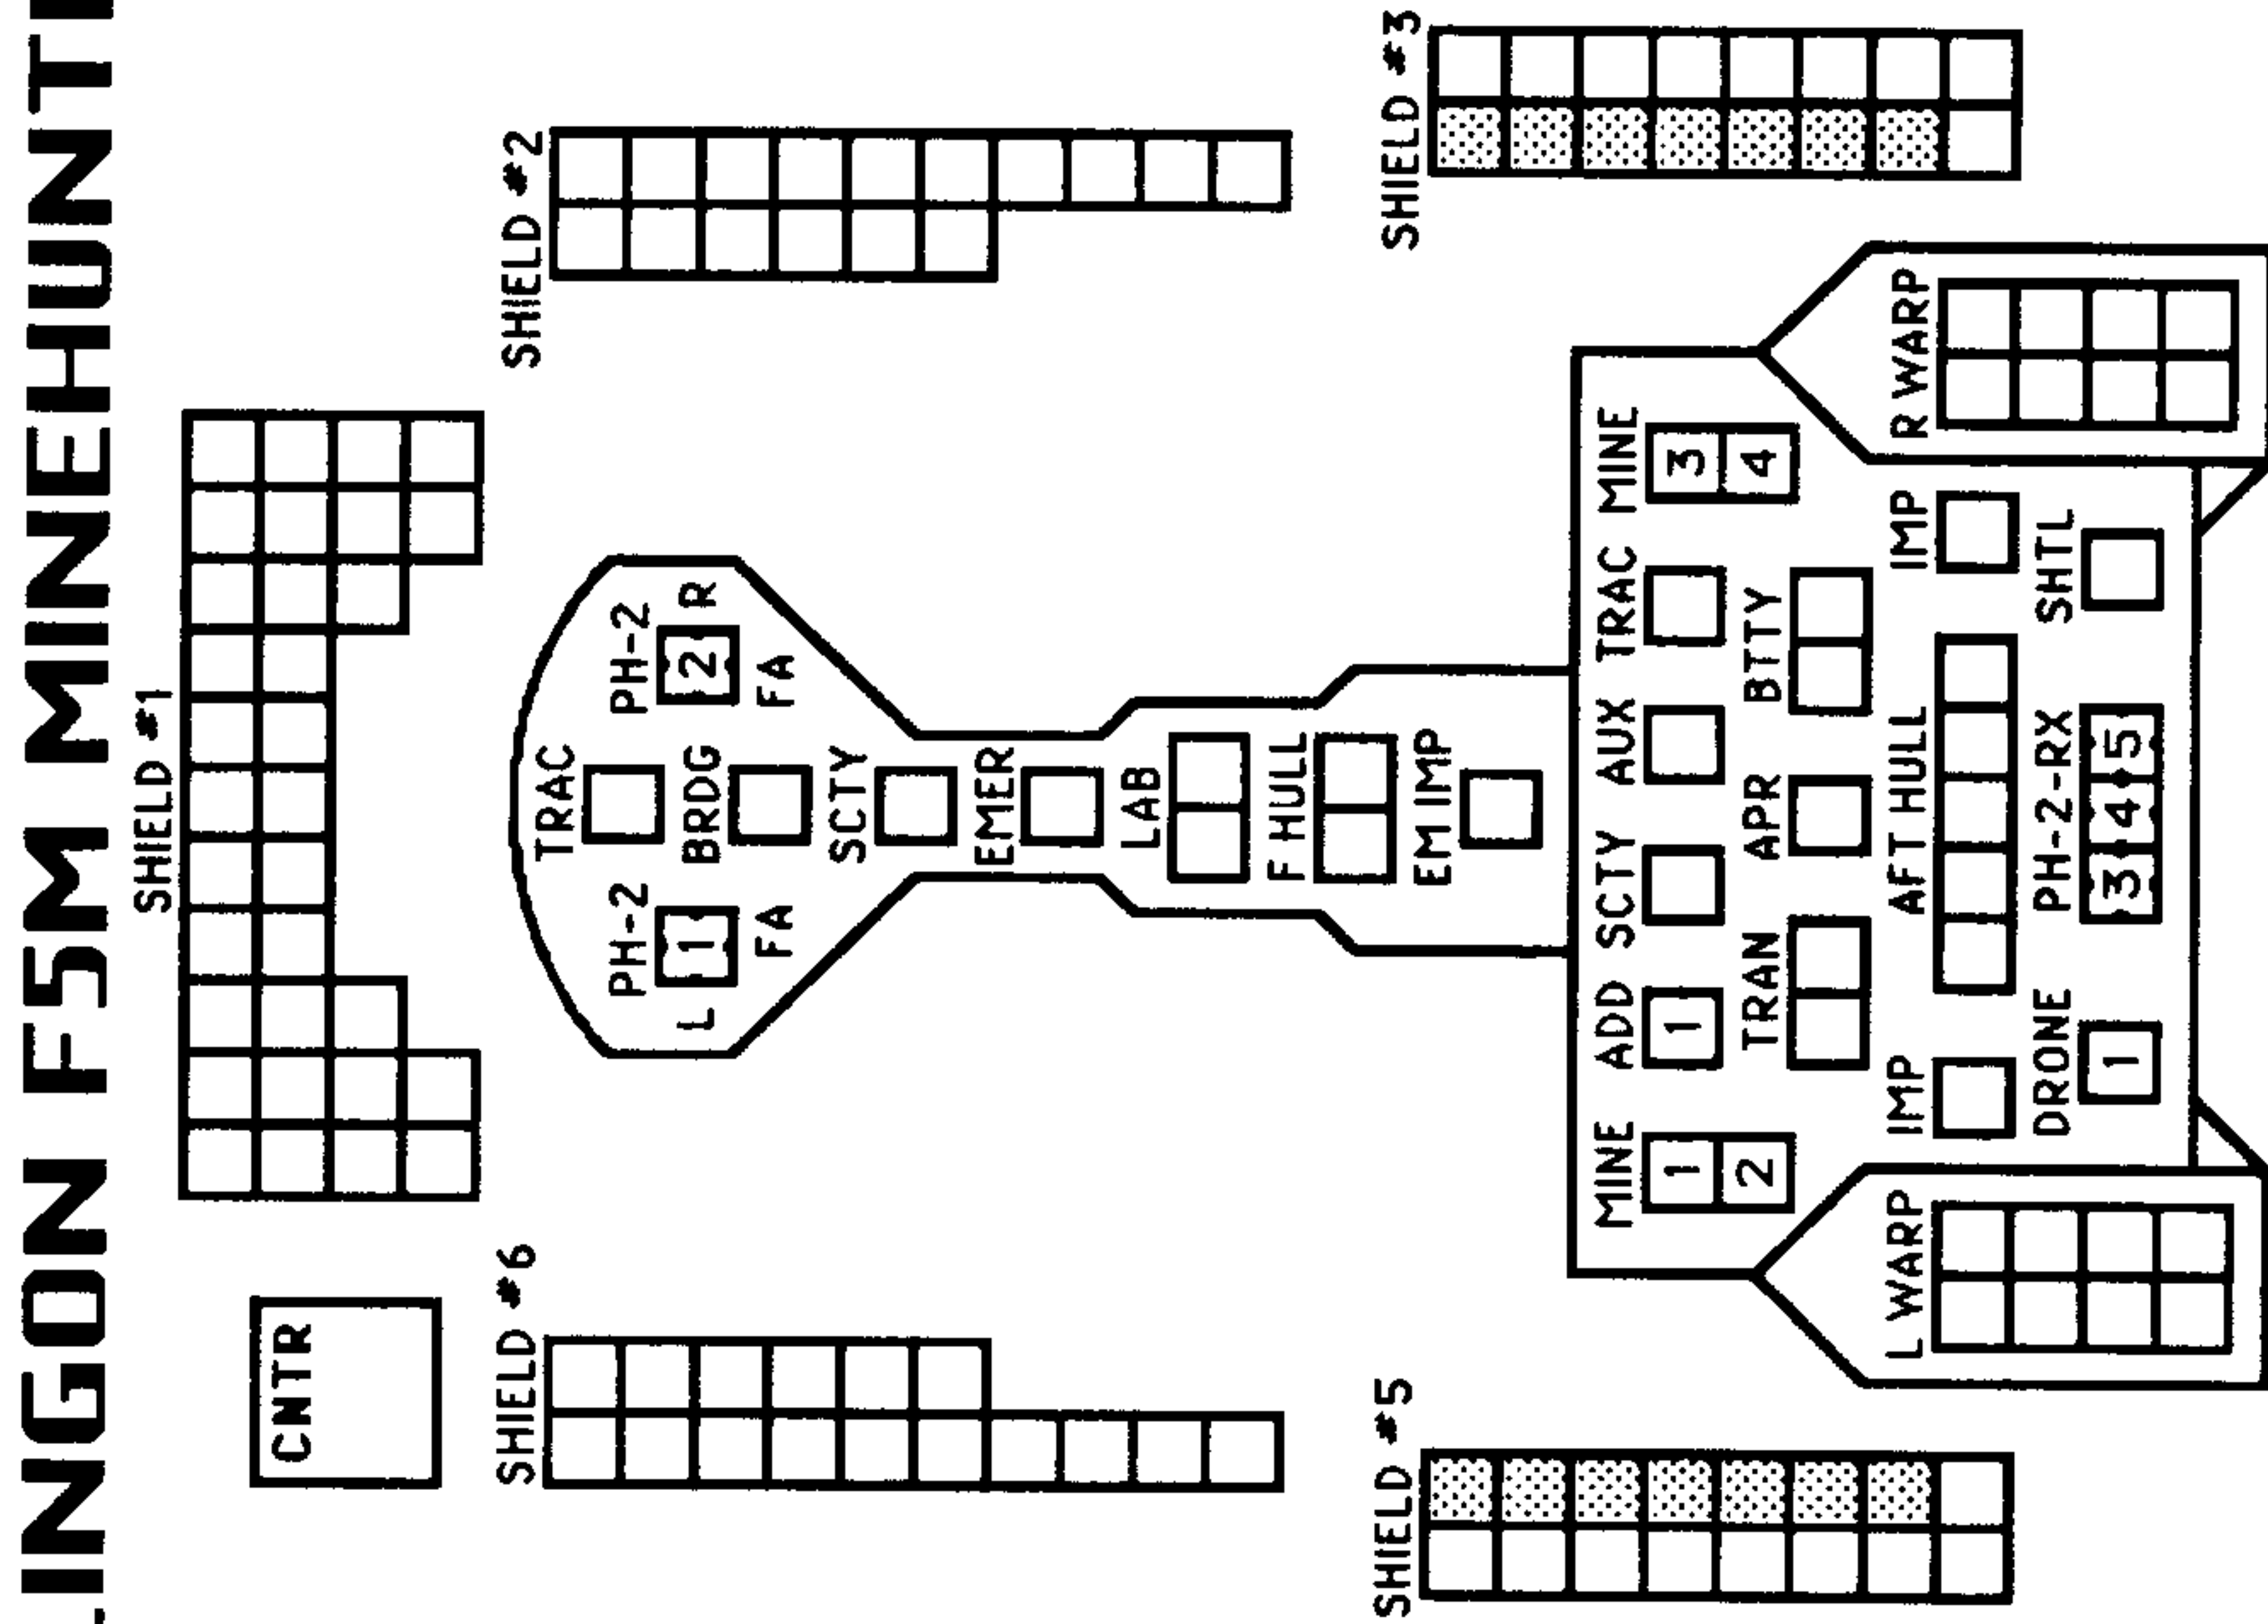 LINGON F5M MINEHUNT
SHIELD #1
CNTR
SHIELD #6
SHIELD #2
TRAC
PH-2
L 1
FA
BRDG
PH-2
2 R
FA
SCTY
EMER
LAB
F HULL
EM IMP
SHIELD #5
SHIELD #3
MINE ADD SCTY AUX TRAC MINE
1 1 3
2 4
TRAN APR BTTY
L WARP IMP AFT HULL IMP R WARP
DRONE PH-2-RX SHTL
1 3 4 5